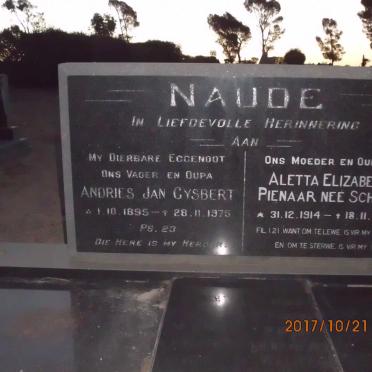 NAUDE
IN LIEFDEVOLLE HERINNERING
AAN
MY DIERBARE EGGENOOT
ONS VADER EN OUPA
ANDRIES JAN GYSBERT
★ 1.10.1895 - ✝ 28.11.1975
PS. 23
DIE HERE IS MY HERDER
ONS MOEDER EN OUM
ALETTA ELIZABE
PIENAAR NEE SCH
★ 31.12.1914 - ✝ 18.11.
FIL 1:21 WANT OM TE LEWE IS VIR MY
EN OM TE STERWE IS VIR MY
2017/10/21